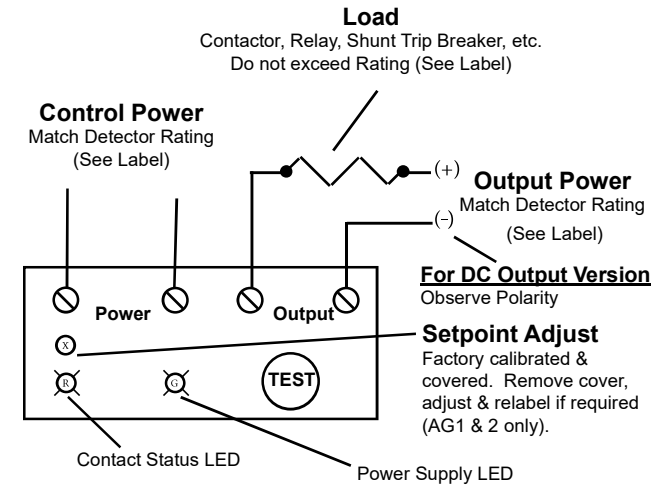 Load
Contactor, Relay, Shunt Trip Breaker, etc.
Do not exceed Rating (See Label)
Control Power
Match Detector Rating
(See Label)
(+)
Output Power
Match Detector Rating
(See Label)
(-)
For DC Output Version
Observe Polarity
Power
Output
Setpoint Adjust
Factory calibrated &
covered. Remove cover,
adjust & relabel if required
(AG1 & 2 only).
X
R
G
TEST
Contact Status LED
Power Supply LED